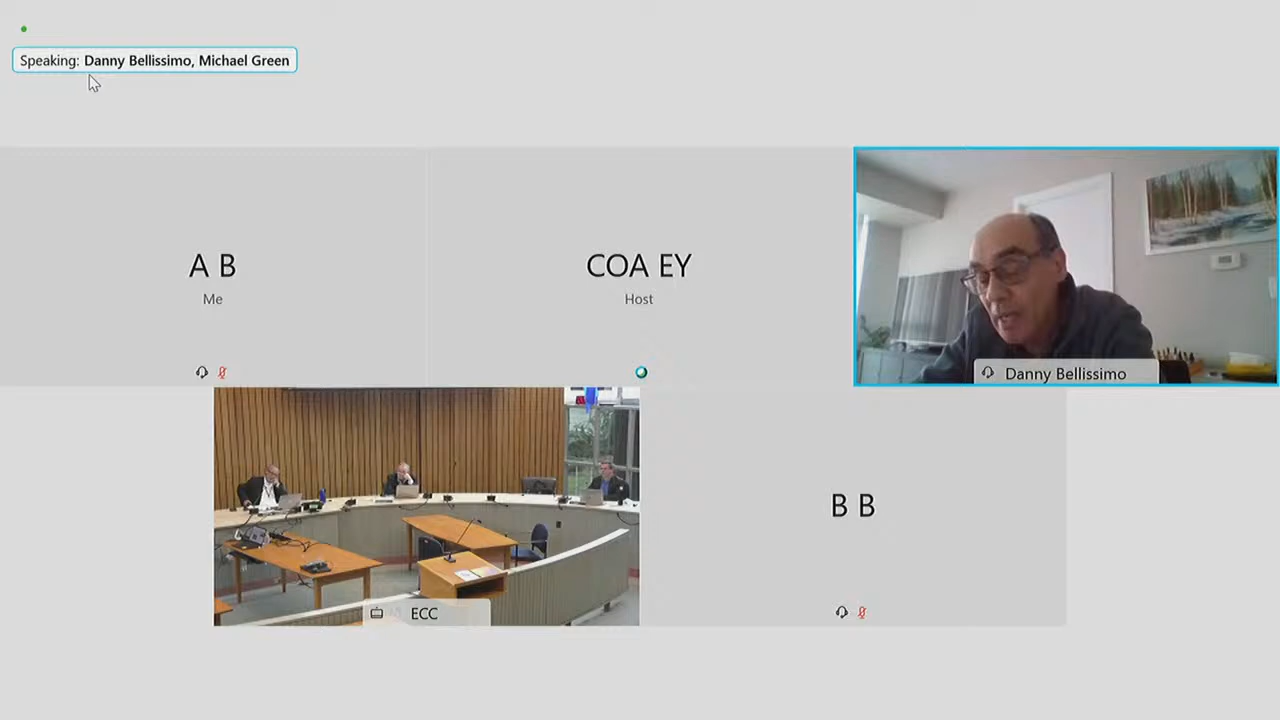 Speaking: Danny Bellissimo, Michael Green
A B
Me
COA EY
Host
Danny Bellissimo
ECC
B B